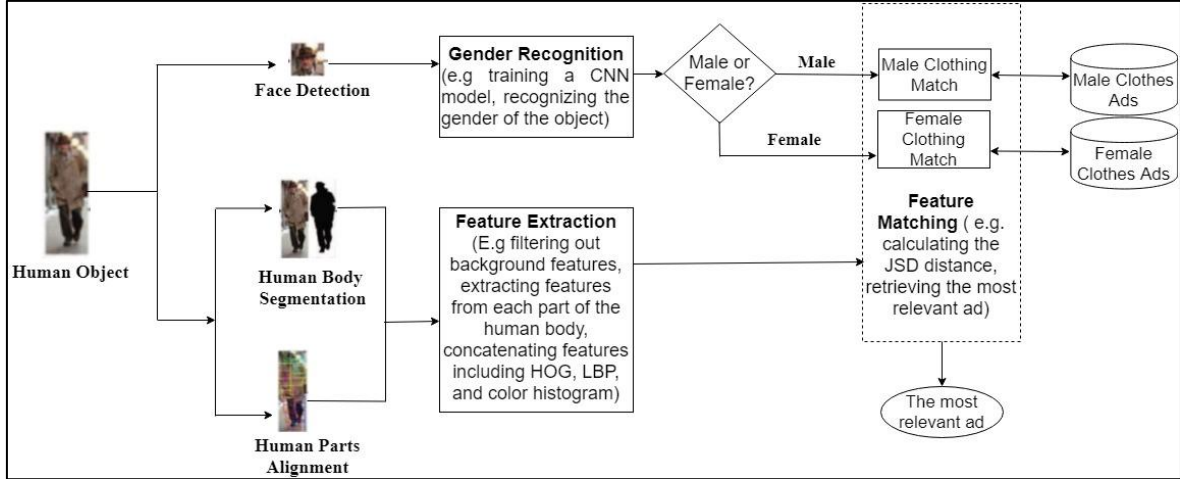 Human Object
Face Detection
Gender Recognition
(e.g training a CNN
model, recognizing the
gender of the object)
Male or
Female?
Male
Female
Male Clothing
Match
Male Clothes
Ads
Female
Clothing
Match
Female
Clothes Ads
Human Body
Segmentation
Human Parts
Alignment
Feature Extraction
(E.g filtering out
background features,
extracting features
from each part of the
human body,
concatenating features
including HOG, LBP,
and color histogram)
Feature
Matching ( e.g.
calculating the
JSD distance,
retrieving the most
relevant ad)
The most
relevant ad